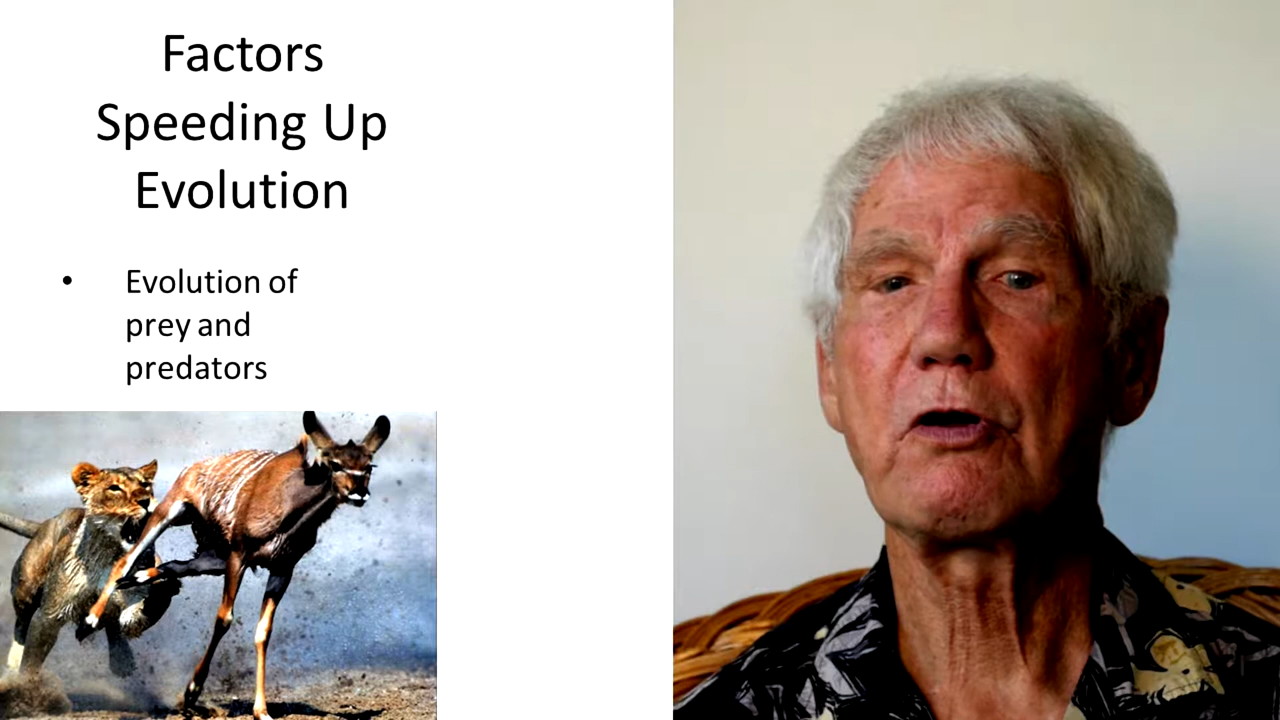 Factors
Speeding Up
Evolution
• Evolution of
prey and
predators